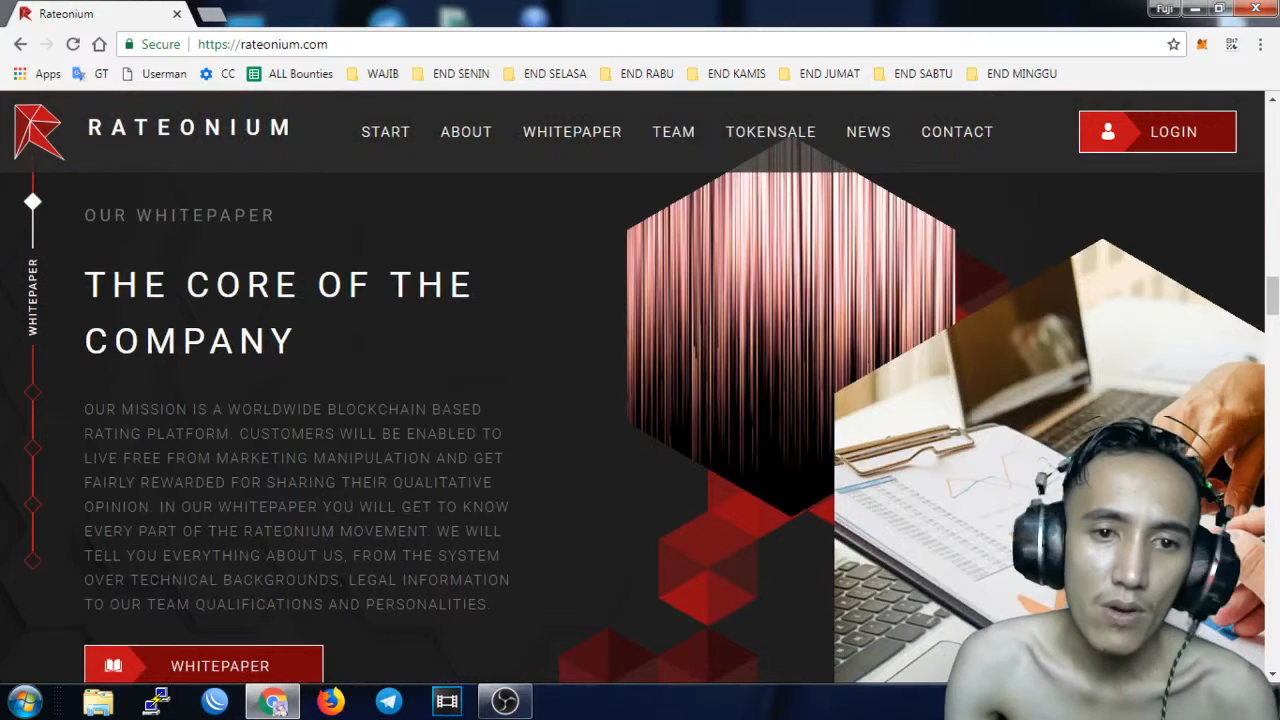 Rateonium
Fuji
Secure
https://rateonium.com
Apps
GT
Userman
CC
ALL Bounties
WAJIB
END SENIN
END SELASA
END RABU
END KAMIS
END JUMAT
END SABTU
END MINGGU
RATEONIUM
START
ABOUT
WHITEPAPER
TEAM
TOKENSALE
NEWS
CONTACT
LOGIN
WHITEPAPER
OUR WHITEPAPER
THE CORE OF THE
COMPANY
OUR MISSION IS A WORLDWIDE BLOCKCHAIN BASED
RATING PLATFORM. CUSTOMERS WILL BE ENABLED TO
LIVE FREE FROM MARKETING MANIPULATION AND GET
FAIRLY REWARDED FOR SHARING THEIR QUALITATIVE
OPINION. IN OUR WHITEPAPER YOU WILL GET TO KNOW
EVERY PART OF THE RATEONIUM MOVEMENT. WE WILL
TELL YOU EVERYTHING ABOUT US, FROM THE SYSTEM
OVER TECHNICAL BACKGROUNDS, LEGAL INFORMATION
TO OUR TEAM QUALIFICATIONS AND PERSONALITIES.
WHITEPAPER